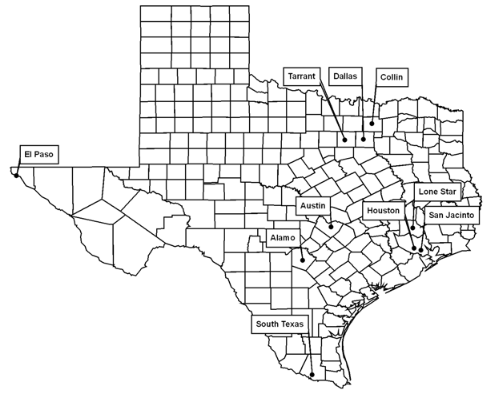 Tarrant
Dallas
Collin
El Paso
Lone Star
Austin
Houston
San Jacinto
Alamo
South Texas